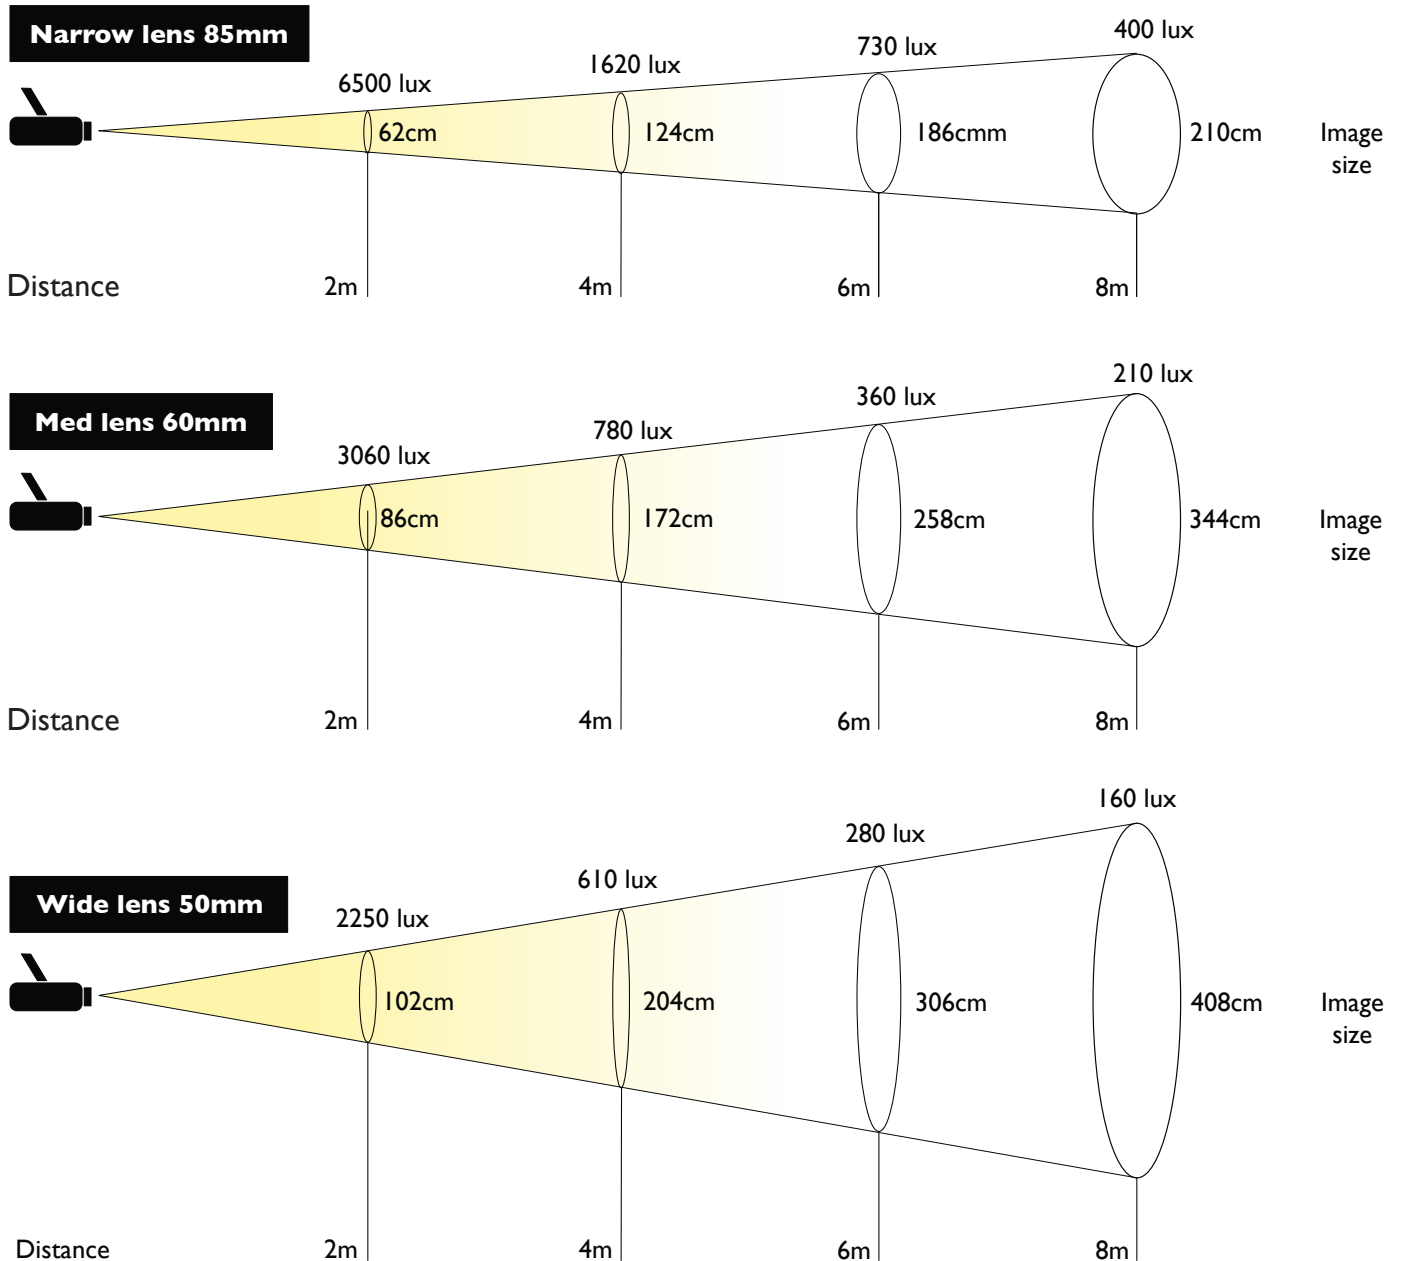 Narrow lens 85mm
400 lux
730 lux
1620 lux
6500 lux
62cm
124cm
186cmm
210cm
Image
size
Distance
2m
4m
6m
8m
Med lens 60mm
210 lux
360 lux
780 lux
3060 lux
86cm
172cm
258cm
344cm
Image
size
Distance
2m
4m
6m
8m
160 lux
280 lux
610 lux
Wide lens 50mm
2250 lux
102cm
204cm
306cm
408cm
Image
size
Distance
2m
4m
6m
8m